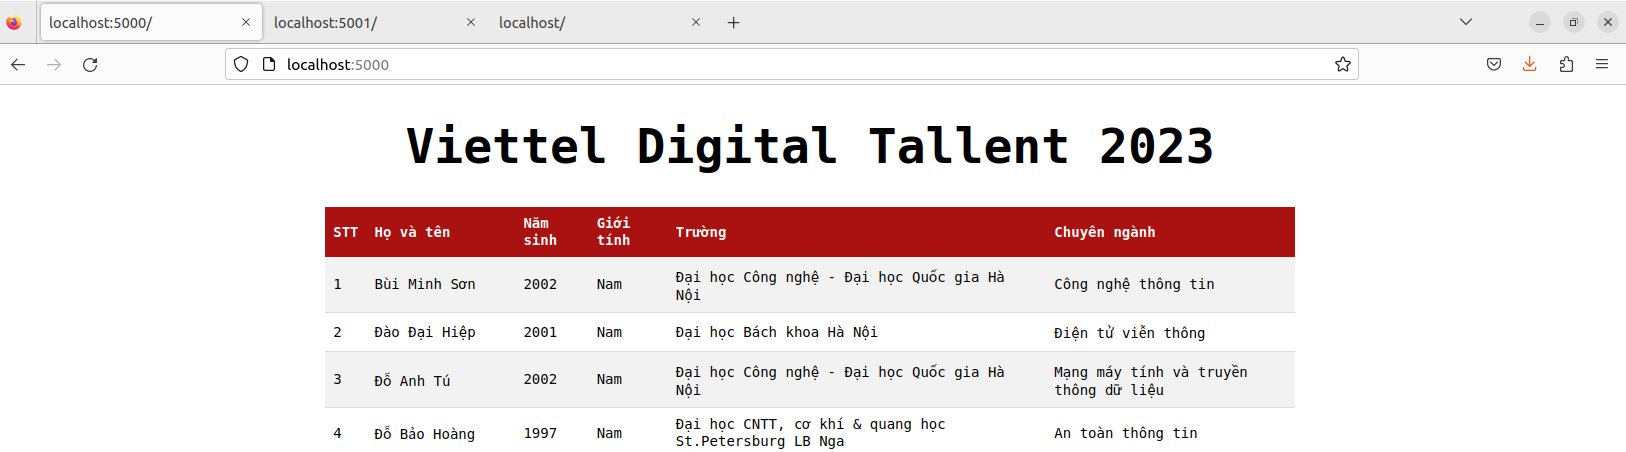 localhost:5000/
localhost:5001/
localhost/
localhost:5000
Viettel Digital Tallent 2023
STT Họ và tên Năm sinh Giới tính Trường Chuyên ngành
1 Bùi Minh Sơn 2002 Nam Đại học Công nghệ - Đại học Quốc gia Hà Nội Công nghệ thông tin
2 Đào Đại Hiệp 2001 Nam Đại học Bách khoa Hà Nội Điện tử viễn thông
3 Đỗ Anh Tú 2002 Nam Đại học Công nghệ - Đại học Quốc gia Hà Nội Mạng máy tính và truyền thông dữ liệu
4 Đỗ Bảo Hoàng 1997 Nam Đại học CNTT, cơ khí & quang học St.Petersburg LB Nga An toàn thông tin